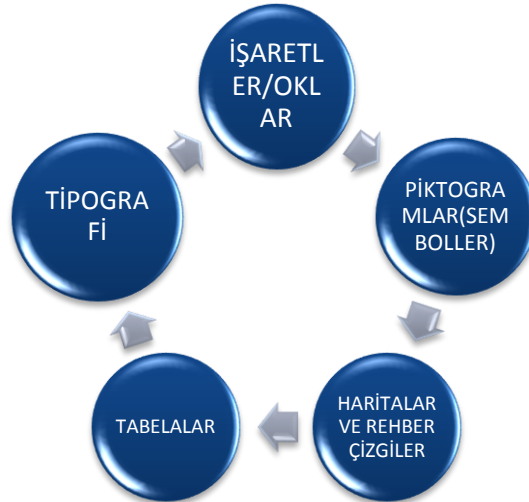 İŞARETL
ER/OKL
AR
PİKTOGRA
MLAR(SEM
BOLLER)
HARİTALAR
VE REHBER
ÇİZGİLER
TABELALAR
TİPOGRA
Fİ